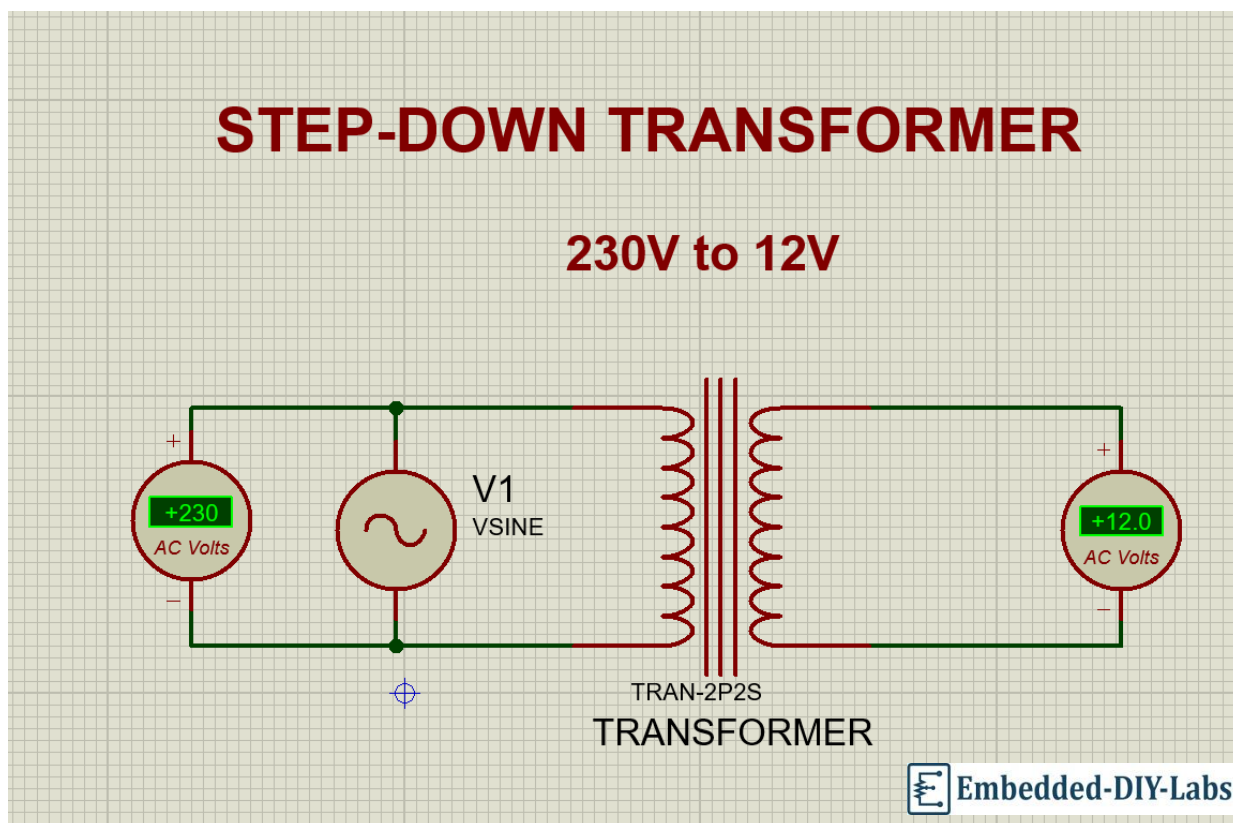 STEP-DOWN TRANSFORMER
230V to 12V
+
+230
AC Volts
−
V1
VSINE
+
+12.0
AC Volts
−
TRAN-2P2S
TRANSFORMER
Embedded-DIY-Labs